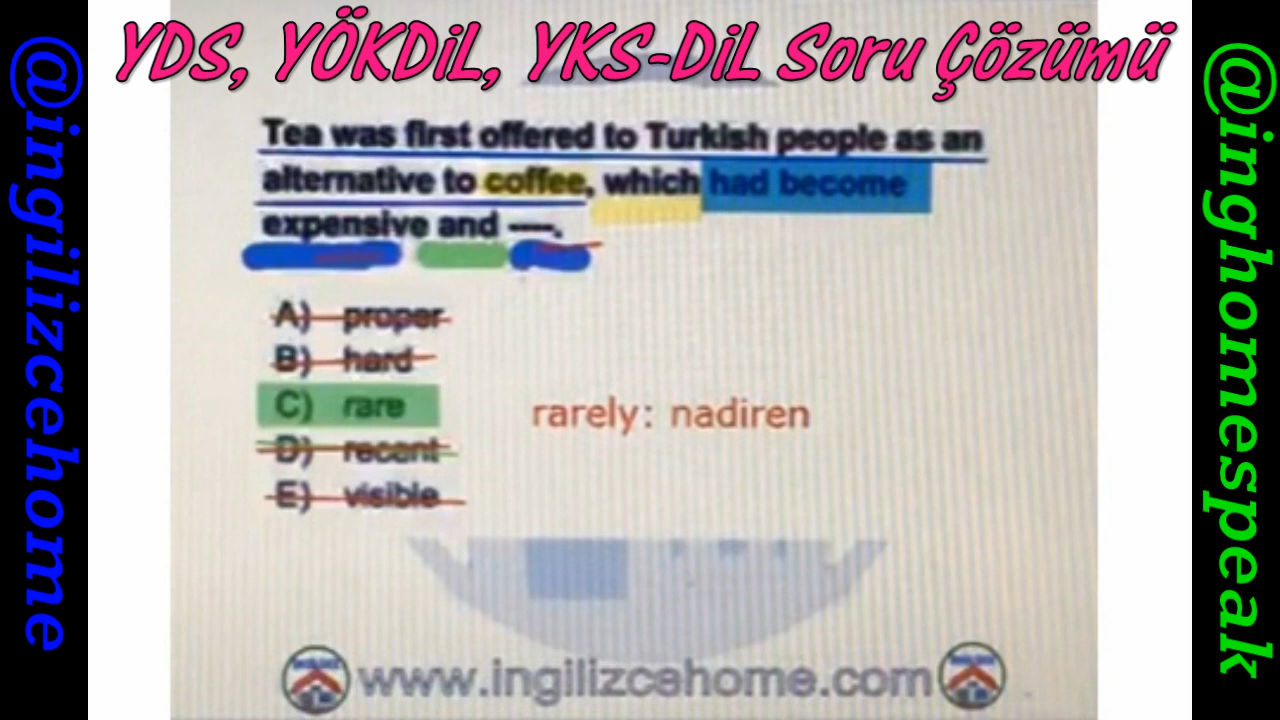 YDS, YÖKDiL, YKS-DiL Soru Çözümü
@ingilizcehome
Tea was first offered to Turkish people as an
alternative to coffee, which had become
expensive and ----.
A) proper
B) hard
C) rare
D) recent
E) visible
rarely: nadiren
www.ingilizcehome.com
@inghomespeak